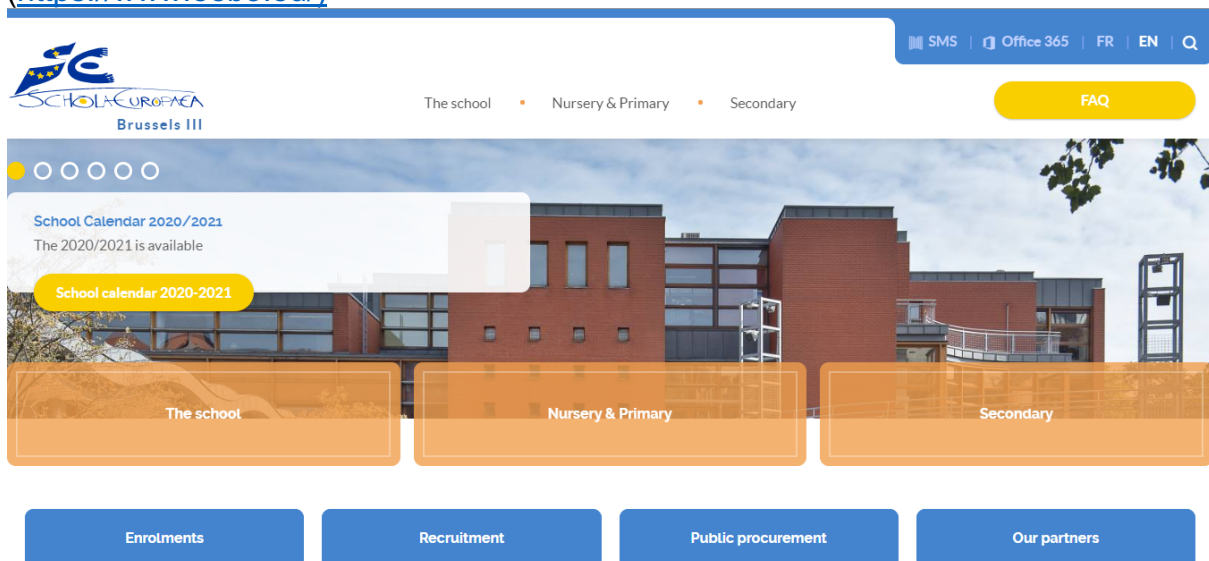 SMS | Office 365 | FR | EN
SCHOLA EUROPAEA
Brussels III
The school • Nursery & Primary • Secondary
FAQ
School Calendar 2020/2021
The 2020/2021 is available
School calendar 2020-2021
The school
Nursery & Primary
Secondary
Enrolments
Recruitment
Public procurement
Our partners